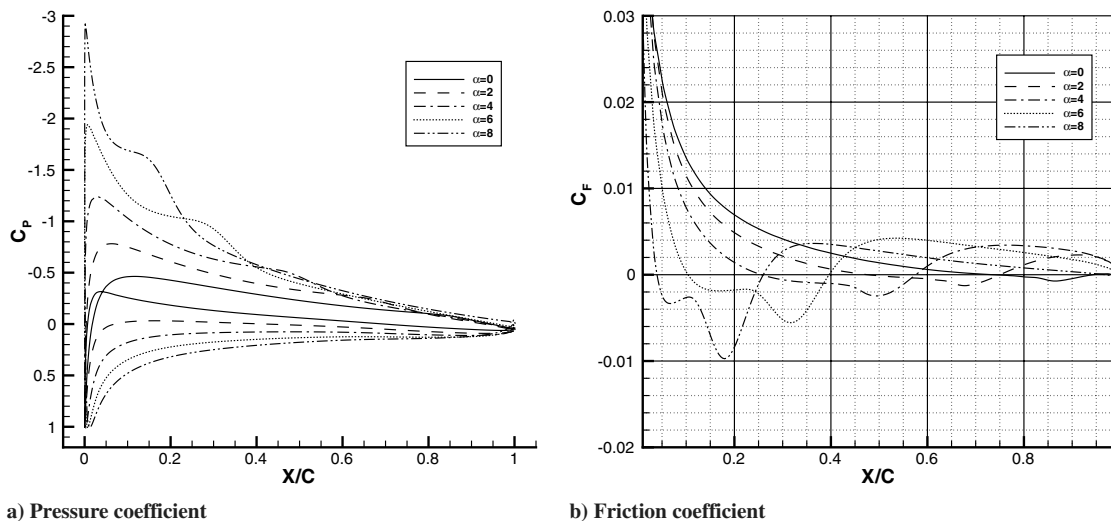 -3
-2.5
-2
-1.5
-1
-0.5
0
0.5
1
C_P
0
0.2
0.4
0.6
0.8
1
X/C
α=0
α=2
α=4
α=6
α=8
a) Pressure coefficient
0.03
0.02
0.01
0
-0.01
-0.02
C_F
0.2
0.4
0.6
0.8
X/C
α=0
α=2
α=4
α=6
α=8
b) Friction coefficient